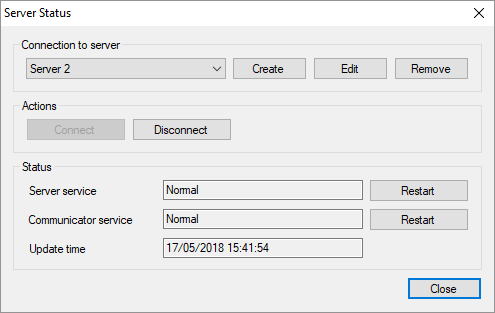 Server Status
Connection to server
Server 2 Create Edit Remove
Actions
Connect Disconnect
Status
Server service Normal Restart
Communicator service Normal Restart
Update time 17/05/2018 15:41:54
Close